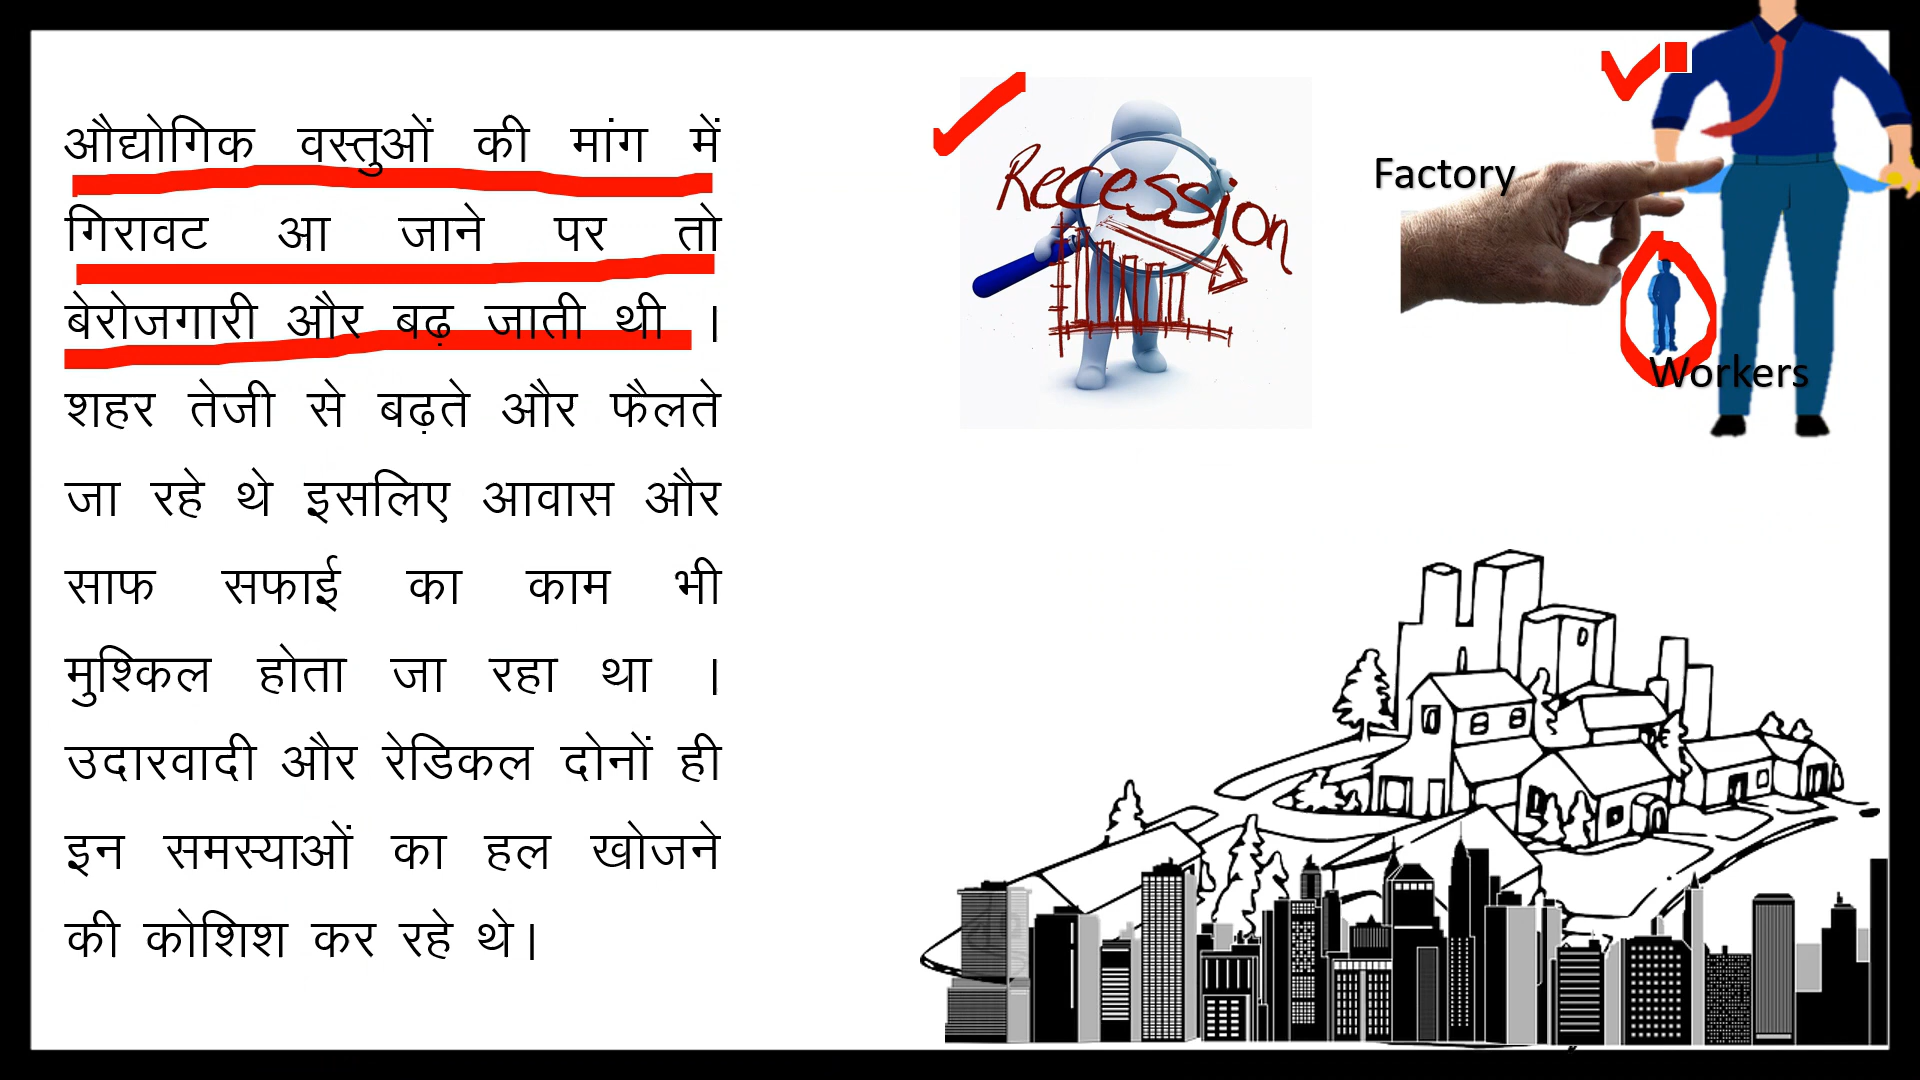 औद्योगिक वस्तुओं की मांग में
गिरावट आ जाने पर तो
बेरोजगारी और बढ़ जाती थी ।
शहर तेजी से बढ़ते और फैलते
जा रहे थे इसलिए आवास और
साफ सफाई का काम भी
मुश्किल होता जा रहा था ।
उदारवादी और रेडिकल दोनों ही
इन समस्याओं का हल खोजने
की कोशिश कर रहे थे।
Recession
Factory
Workers